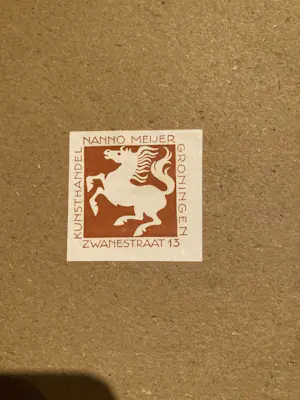 NANNO MEIJER
KUNSTHANDEL
GRONINGEN
ZWANESTRAAT 13